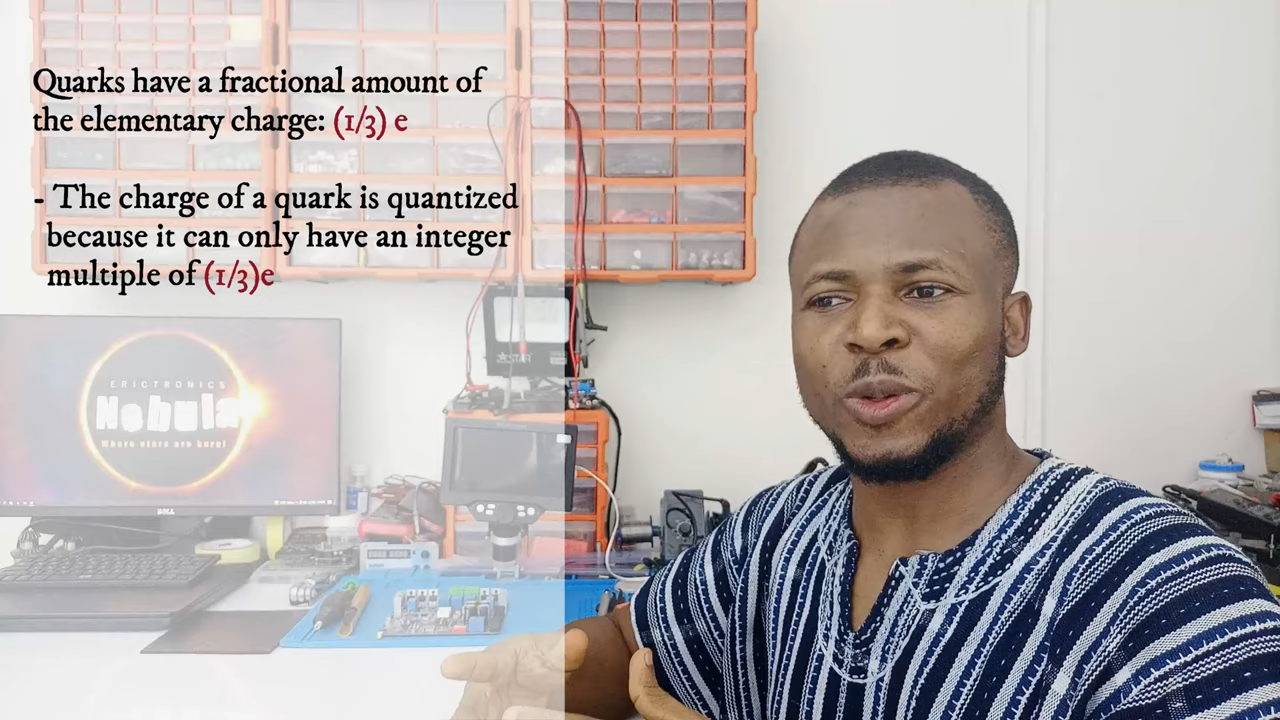 Quarks have a fractional amount of
the elementary charge: (1/3) e
- The charge of a quark is quantized
because it can only have an integer
multiple of (1/3)e
STAR
ERICTRONICS
Nebula
Where stars are born!
DELL